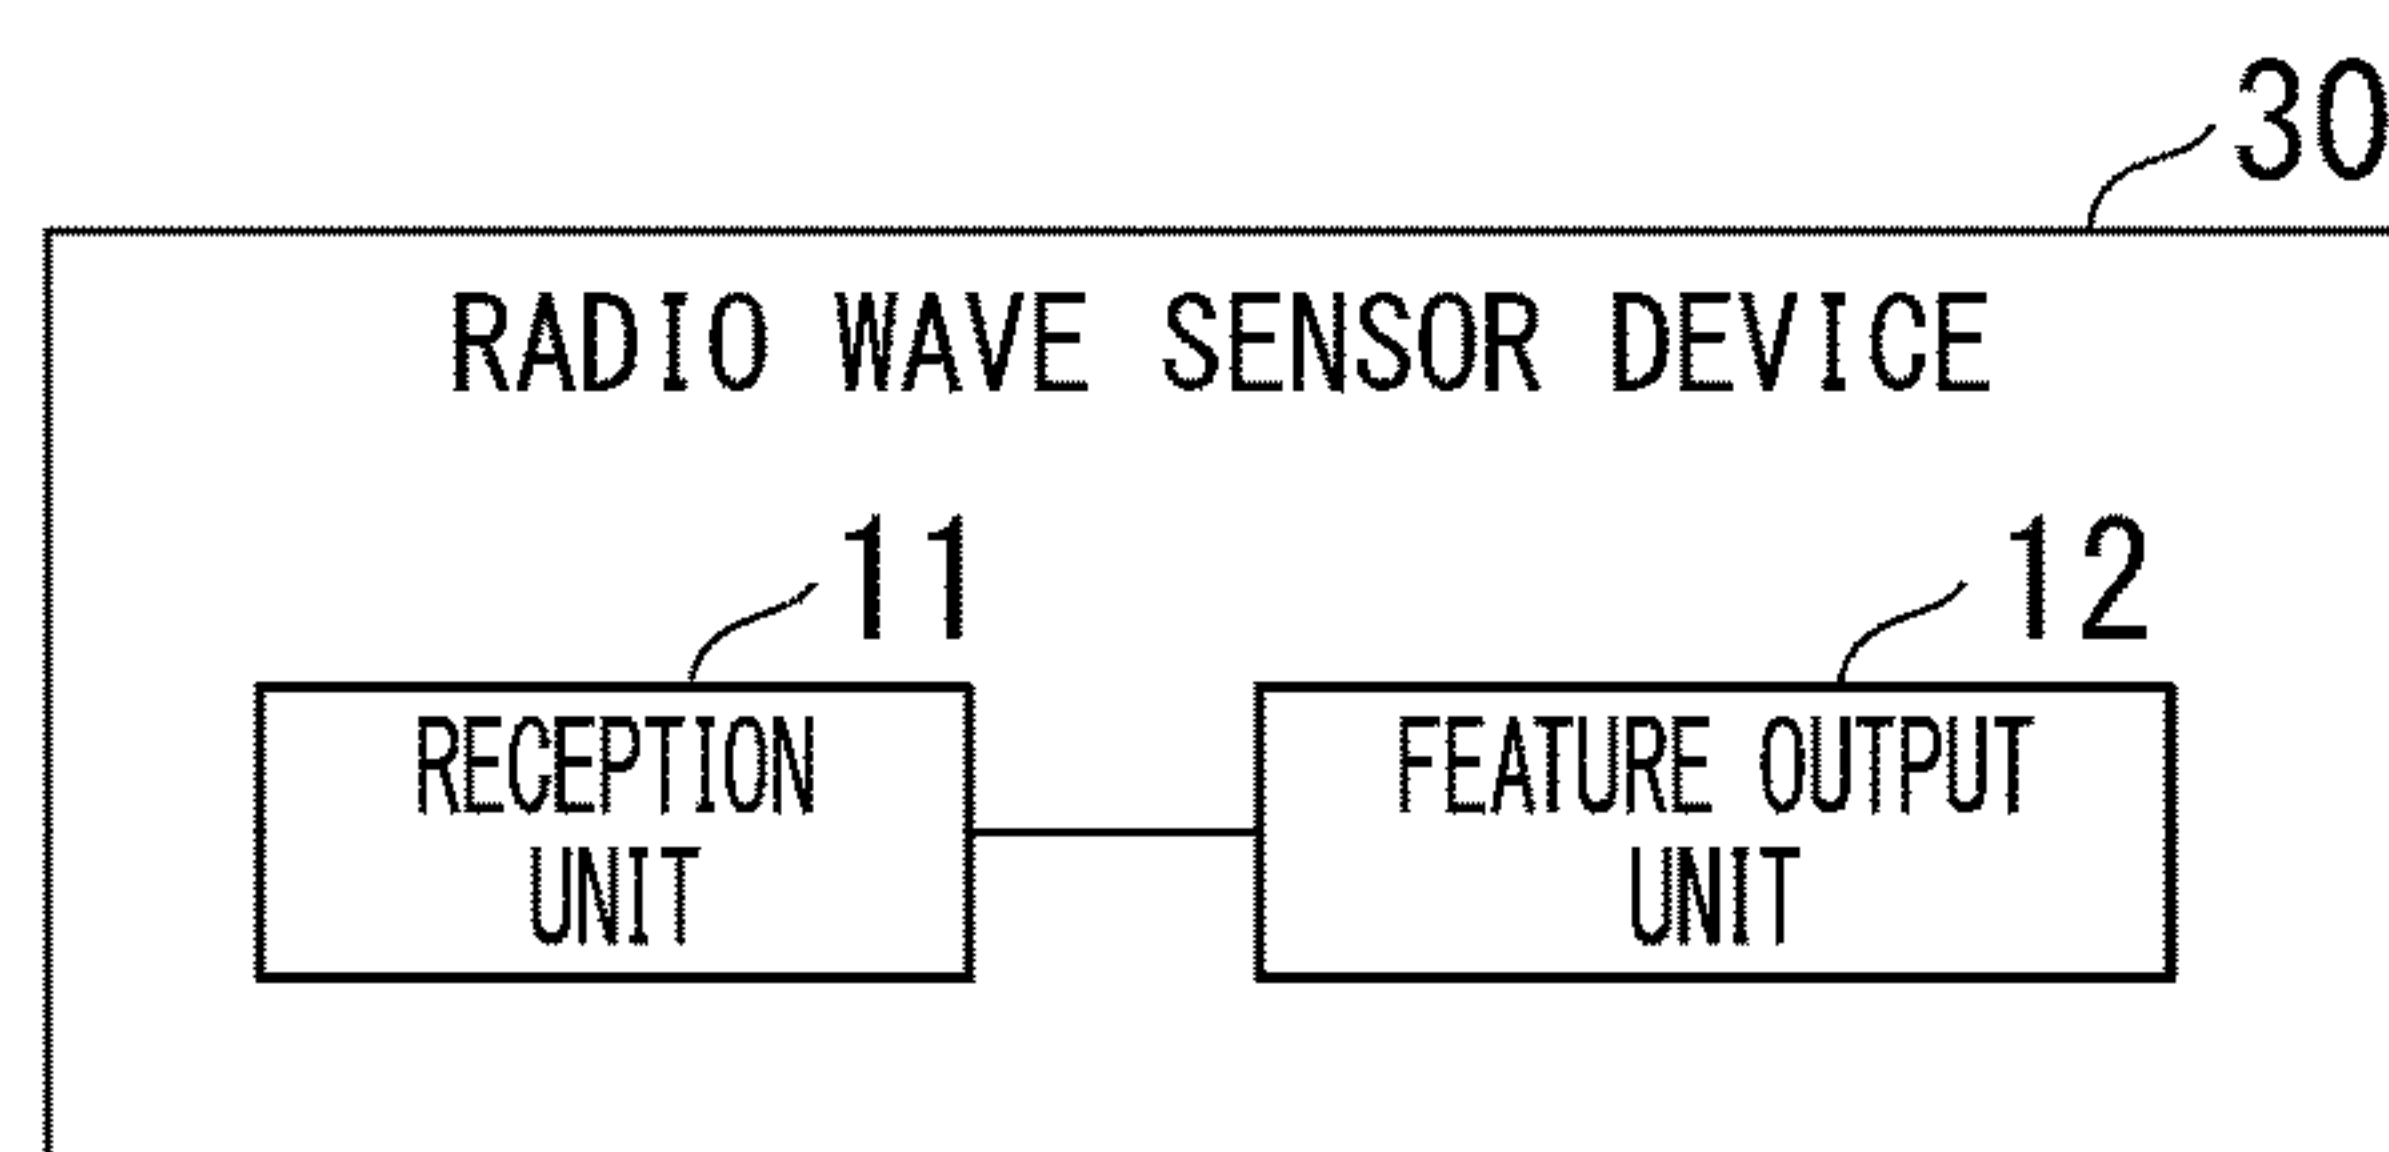 30
RADIO WAVE SENSOR DEVICE
11
12
RECEPTION
UNIT
FEATURE OUTPUT
UNIT